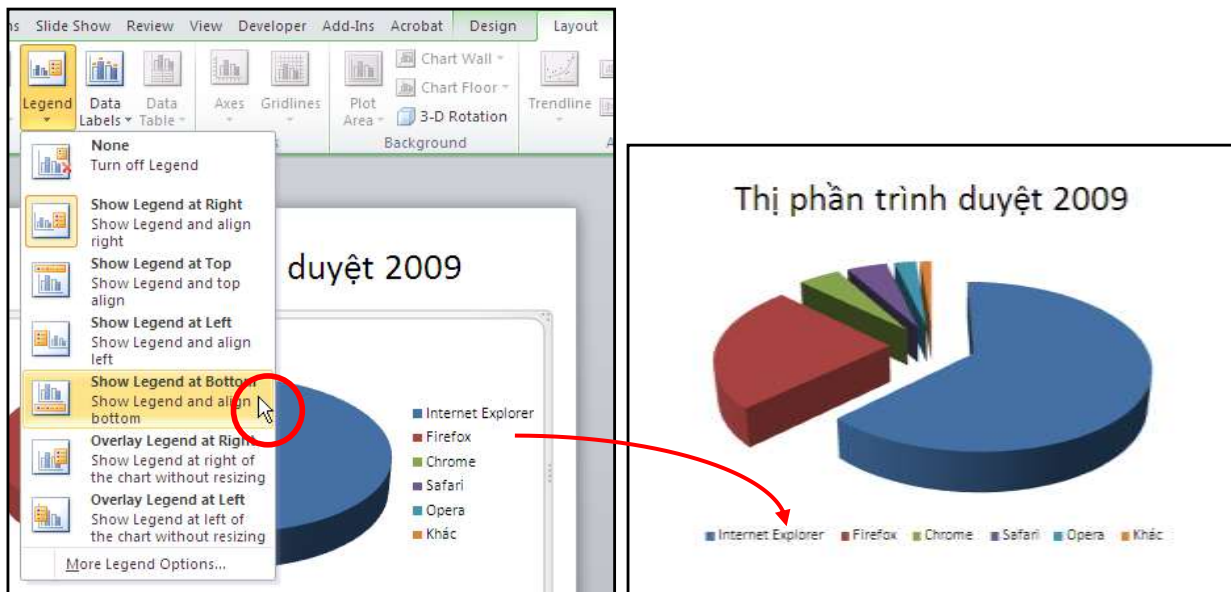 Slide Show Review View Developer Add-Ins Acrobat Design Layout
Legend
Data Labels
Data Table
Axes
Gridlines
Plot Area
Chart Wall
Chart Floor
3-D Rotation
Trendline
Background
None
Turn off Legend
Show Legend at Right
Show Legend and align
right
Show Legend at Top
Show Legend and top
align
Show Legend at Left
Show Legend and align
left
Show Legend at Bottom
Show Legend and align
bottom
Overlay Legend at Right
Show Legend at right of
the chart without resizing
Overlay Legend at Left
Show Legend at left of
the chart without resizing
More Legend Options...
duyệt 2009
Internet Explorer
Firefox
Chrome
Safari
Opera
Khác
Thị phần trình duyệt 2009
Internet Explorer Firefox Chrome Safari Opera Khác